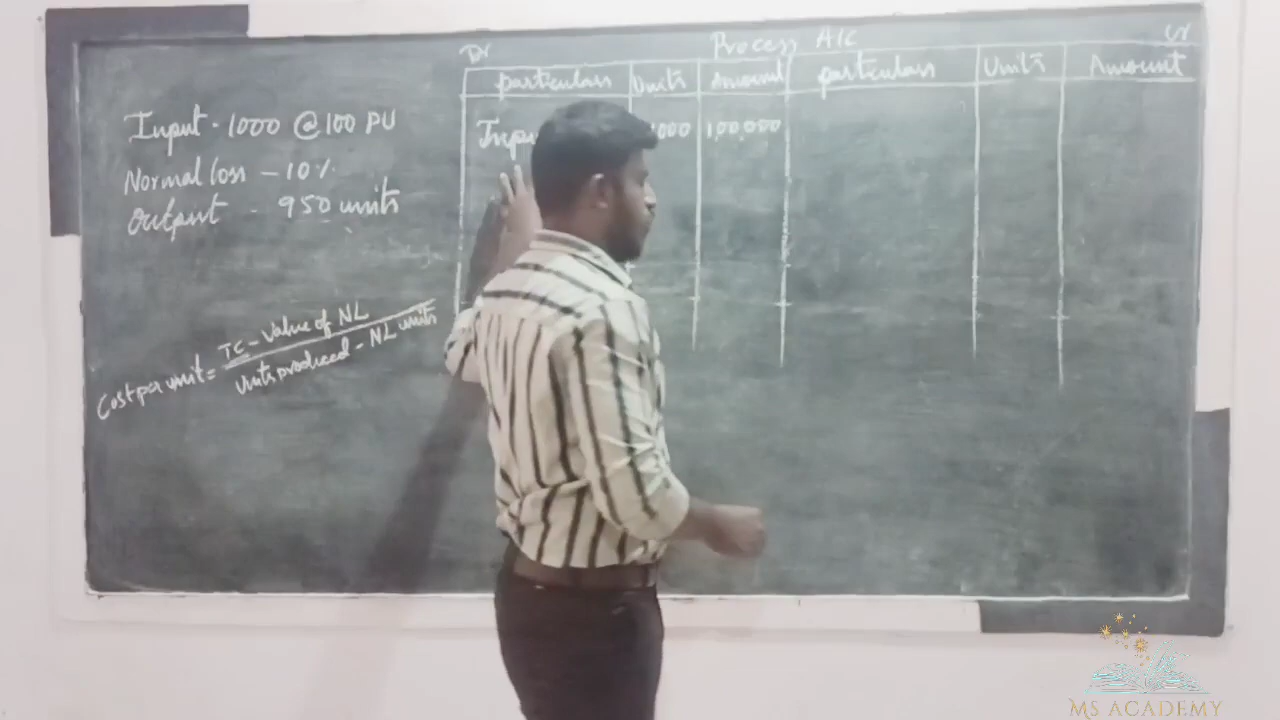 Dr Process A/C Cr
particulars Units Amount particulars Units Amount
Input 1000 100,000
Input - 1000 @ 100 PU
Normal loss - 10%
Output - 950 units
Cost per unit = TC - Value of NL
Units produced - NL units
MS ACADEMY